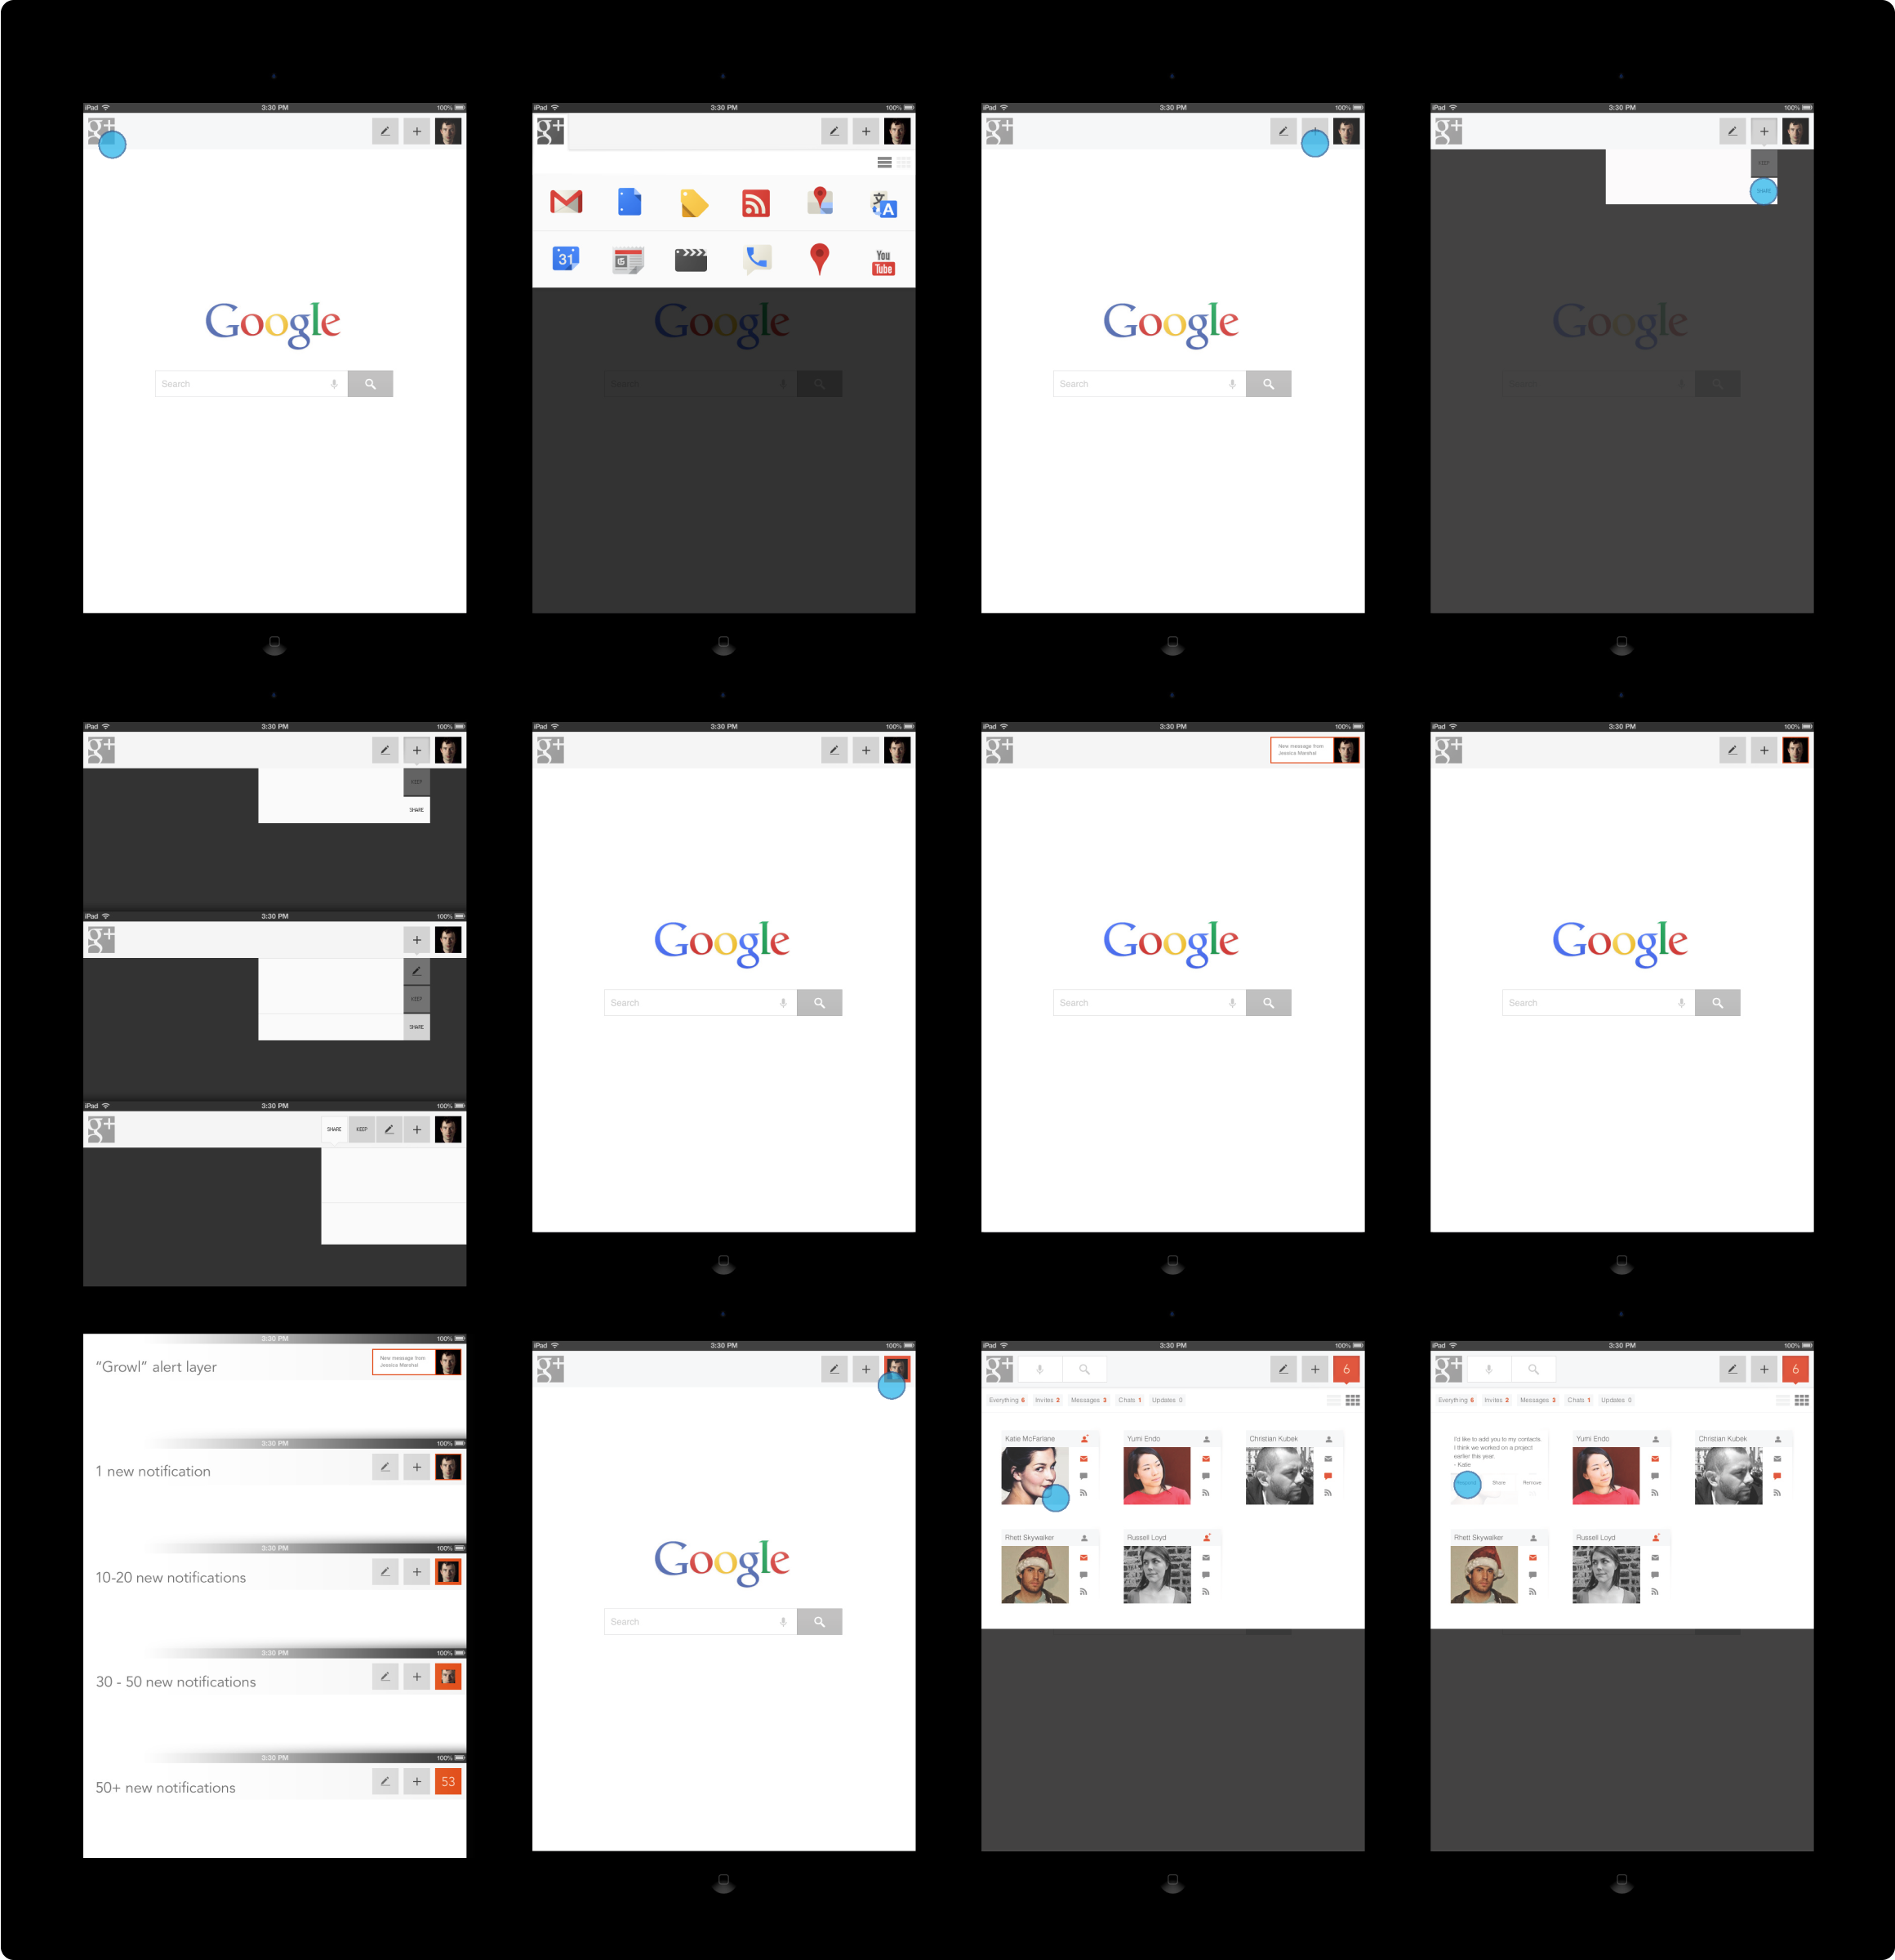 iPad 3:30 PM 100%
g+
Google
Search
iPad 3:30 PM 100%
g+
31
G
文 A
You
Tube
Google
Search
iPad 3:30 PM 100%
g+
Google
Search
iPad 3:30 PM 100%
g+
KEEP
SHARE
Google
Search
iPad 3:30 PM 100%
g+
KEEP
SHARE
iPad 3:30 PM 100%
g+
KEEP
SHARE
iPad 3:30 PM 100%
g+
SHARE KEEP
iPad 3:30 PM 100%
g+
Google
Search
iPad 3:30 PM 100%
g+
New message from
Jessica Marshal
Google
Search
iPad 3:30 PM 100%
g+
Google
Search
3:30 PM 100%
“Growl” alert layer
New message from
Jessica Marshal
3:30 PM 100%
1 new notification
3:30 PM 100%
10-20 new notifications
3:30 PM 100%
30 - 50 new notifications
3:30 PM 100%
50+ new notifications
53
iPad 3:30 PM 100%
g+
Google
Search
iPad 3:30 PM 100%
g+
6
Everything 6 Invites 2 Messages 3 Chats 1 Updates 0
Katie McFarlane Yumi Endo Christian Kubek
Rhett Skywalker Russell Loyd
iPad 3:30 PM 100%
g+
6
Everything 6 Invites 2 Messages 3 Chats 1 Updates 0
I'd like to add you to my contacts.
I think we worked on a project
earlier this year.
- Katie
Share Remove
Yumi Endo Christian Kubek
Rhett Skywalker Russell Loyd